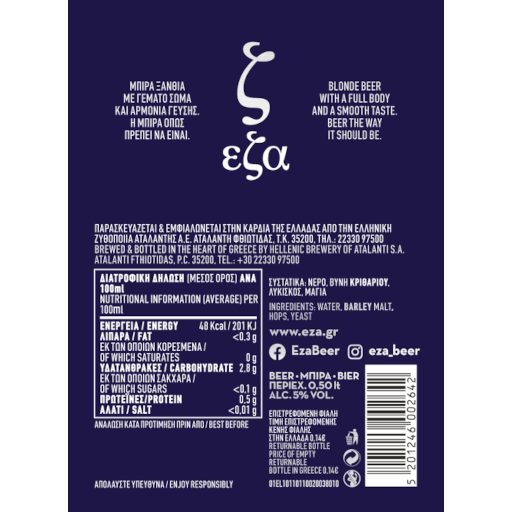 ΜΠΙΡΑ ΞΑΝΘΙΑ
ΜΕ ΓΕΜΑΤΟ ΣΩΜΑ
ΚΑΙ ΑΡΜΟΝΙΑ ΓΕΥΣΗΣ.
Η ΜΠΙΡΑ ΟΠΩΣ
ΠΡΕΠΕΙ ΝΑ ΕΙΝΑΙ.
ζ
εζα
BLONDE BEER
WITH A FULL BODY
AND A SMOOTH TASTE.
BEER THE WAY
IT SHOULD BE.
ΠΑΡΑΣΚΕΥΑΖΕΤΑΙ & ΕΜΦΙΑΛΩΝΕΤΑΙ ΣΤΗΝ ΚΑΡΔΙΑ ΤΗΣ ΕΛΛΑΔΑΣ ΑΠΟ ΤΗΝ ΕΛΛΗΝΙΚΗ
ΖΥΘΟΠΟΙΙΑ ΑΤΑΛΑΝΤΗΣ Α.Ε. ΑΤΑΛΑΝΤΗ ΦΘΙΩΤΙΔΑΣ, Τ.Κ. 35200, ΤΗΛ.: 22330 97500
BREWED & BOTTLED IN THE HEART OF GREECE BY HELLENIC BREWERY OF ATALANTI S.A.
ATALANTI FTHIOTIDAS, P.C. 35200, TEL.: +30 22330 97500
ΔΙΑΤΡΟΦΙΚΗ ΔΗΛΩΣΗ (ΜΕΣΟΣ ΟΡΟΣ) ΑΝΑ
100ml
NUTRITIONAL INFORMATION (AVERAGE) PER
100ml
ΕΝΕΡΓΕΙΑ / ENERGY 48 Kcal / 201 KJ
ΛΙΠΑΡΑ / FAT <0,3 g
ΕΚ ΤΩΝ ΟΠΟΙΩΝ ΚΟΡΕΣΜΕΝΑ /
OF WHICH SATURATES 0 g
ΥΔΑΤΑΝΘΡΑΚΕΣ / CARBOHYDRATE 2,8 g
ΕΚ ΤΩΝ ΟΠΟΙΩΝ ΣΑΚΧΑΡΑ /
OF WHICH SUGARS <0,1 g
ΠΡΩΤΕΪΝΕΣ/PROTEIN 0,5 g
ΑΛΑΤΙ / SALT <0,01 g
ΑΝΑΛΩΣΗ ΚΑΤΑ ΠΡΟΤΙΜΗΣΗ ΠΡΙΝ ΑΠΟ / BEST BEFORE
ΑΠΟΛΑΥΣΤΕ ΥΠΕΥΘΥΝΑ / ENJOY RESPONSIBLY
ΣΥΣΤΑΤΙΚΑ: ΝΕΡΟ, ΒΥΝΗ ΚΡΙΘΑΡΙΟΥ,
ΛΥΚΙΣΚΟΣ, ΜΑΓΙΑ
INGREDIENTS: WATER, BARLEY MALT,
HOPS, YEAST
www.eza.gr
EzaBeer eza_beer
BEER • ΜΠΙΡΑ • BIER
ΠΕΡΙΕΧ. 0,50 lt
ALC. 5% VOL.
ΕΠΙΣΤΡΕΦΟΜΕΝΗ ΦΙΑΛΗ
ΤΙΜΗ ΕΠΙΣΤΡΕΦΟΜΕΝΗΣ
ΚΕΝΗΣ ΦΙΑΛΗΣ
ΣΤΗΝ ΕΛΛΑΔΑ 0,14€
RETURNABLE BOTTLE
PRICE OF EMPTY
RETURNABLE
BOTTLE IN GREECE 0,14€
01EL10110110028038010
5 201246 002642